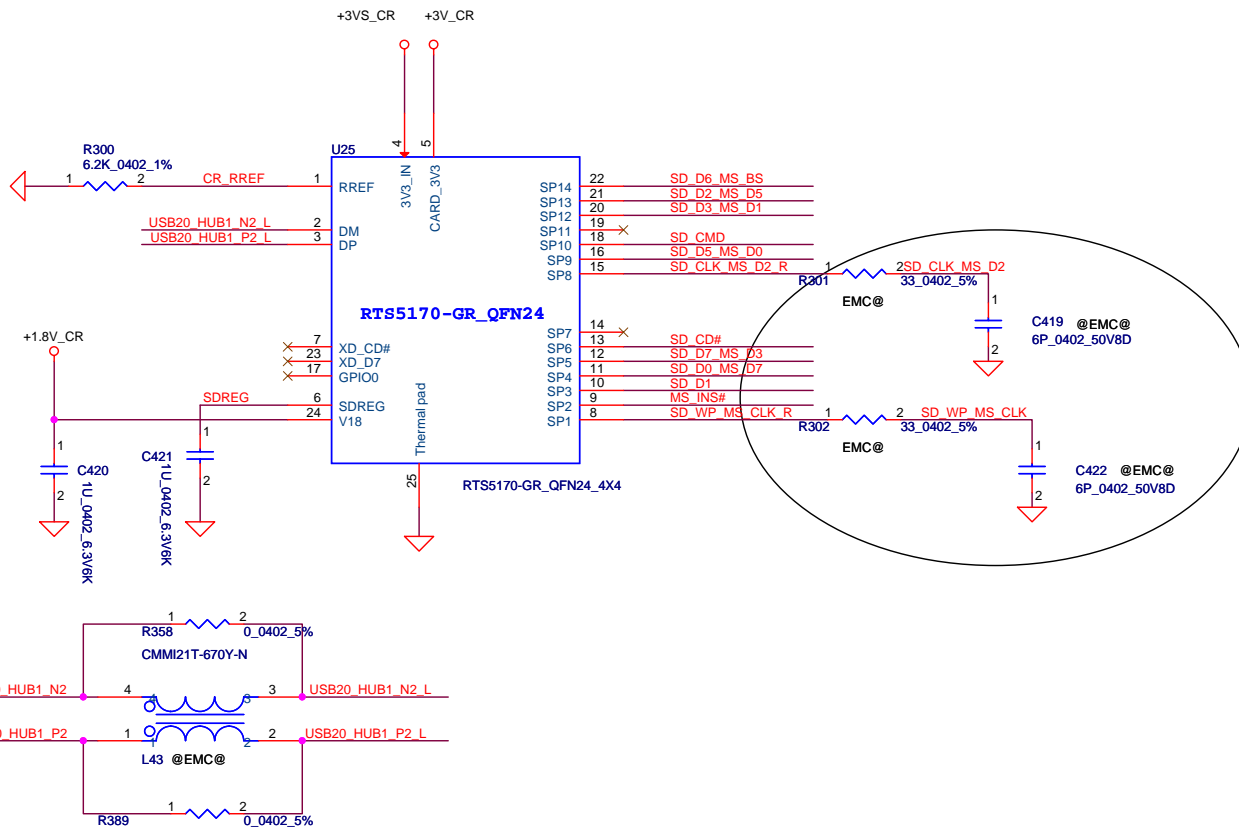 +3VS_CR +3V_CR
R300
6.2K_0402_1%
1 2 CR_RREF 1
U25
4 5
3V3_IN CARD_3V3
RREF
USB20_HUB1_N2_L 2 DM
USB20_HUB1_P2_L 3 DP
SP14 22 SD_D6_MS_BS
SP13 21 SD_D2_MS_D5
SP12 20 SD_D3_MS_D1
SP11 19
SP10 18 SD_CMD
SP9 16 SD_D5_MS_D0
SP8 15 SD_CLK_MS_D2_R
1 2 SD_CLK_MS_D2
R301 33_0402_5%
EMC@
1
C419 @EMC@
6P_0402_50V8D
2
RTS5170-GR_QFN24
+1.8V_CR
7 XD_CD#
23 XD_D7
17 GPIO0
SDREG 6 SDREG
24 V18
SP7 14
SP6 13 SD_CD#
SP5 12 SD_D7_MS_D3
SP4 11 SD_D0_MS_D7
SP3 10 SD_D1
SP2 9 MS_INS#
SP1 8 SD_WP_MS_CLK_R
1 2 SD_WP_MS_CLK
R302 33_0402_5%
EMC@
1
C422 @EMC@
6P_0402_50V8D
2
Thermal pad
25
RTS5170-GR_QFN24_4X4
1
C420
2
1U_0402_6.3V6K
1
C421
2
1U_0402_6.3V6K
1 2
R358 0_0402_5%
CMMI21T-670Y-N
_HUB1_N2 4 4 3 3 USB20_HUB1_N2_L
_HUB1_P2 1 1 2 2 USB20_HUB1_P2_L
L43 @EMC@
1 2
R389 0_0402_5%